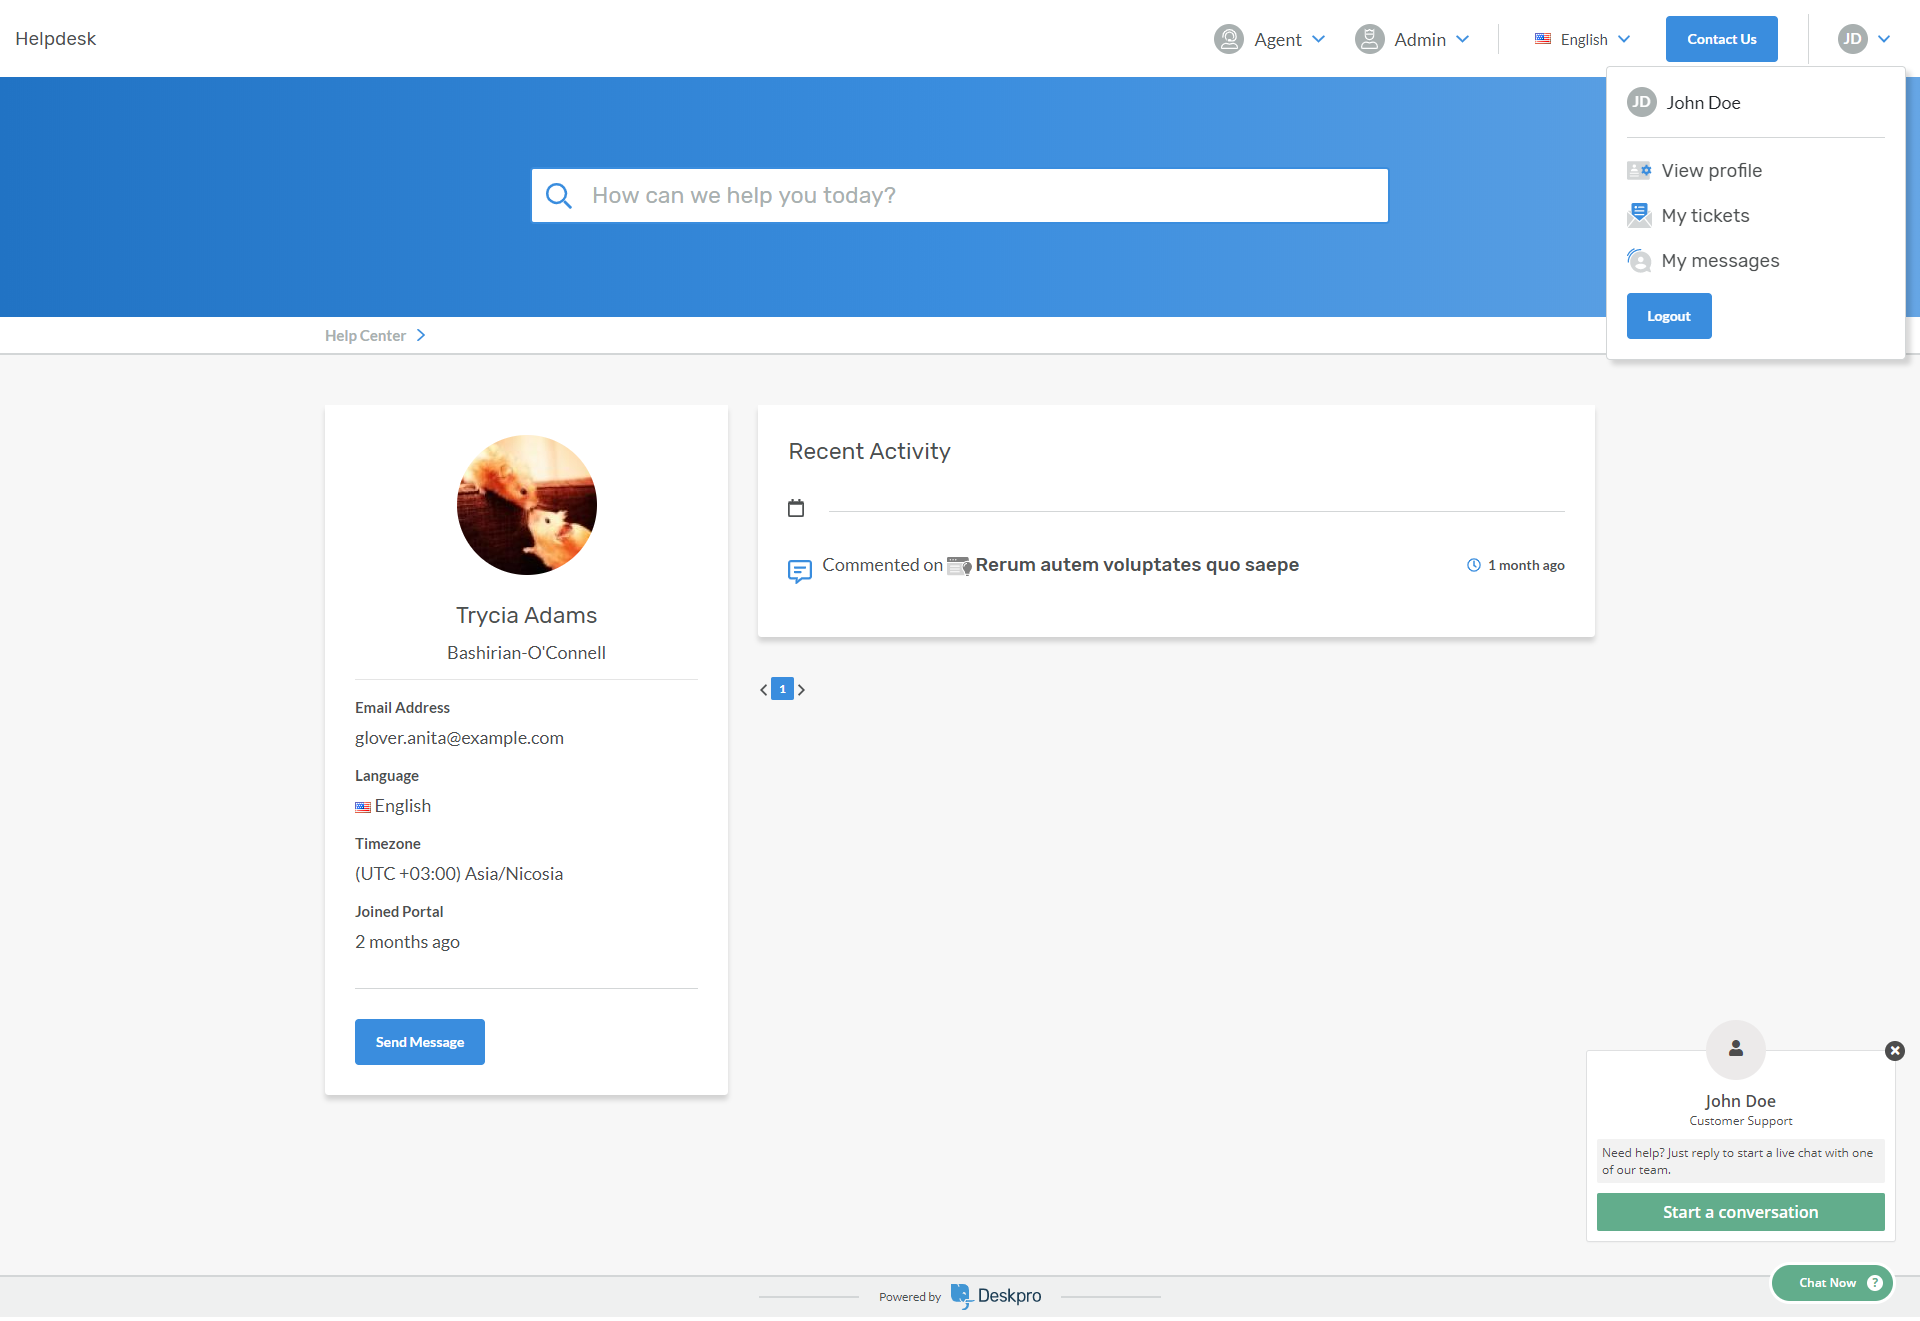 Helpdesk
Agent
Admin
English
Contact Us
JD
JD John Doe
View profile
My tickets
My messages
Logout
How can we help you today?
Help Center
Trycia Adams
Bashirian-O'Connell
Email Address
glover.anita@example.com
Language
English
Timezone
(UTC +03:00) Asia/Nicosia
Joined Portal
2 months ago
Send Message
Recent Activity
Commented on Rerum autem voluptates quo saepe
1 month ago
1
John Doe
Customer Support
Need help? Just reply to start a live chat with one
of our team.
Start a conversation
Chat Now ?
Powered by Deskpro